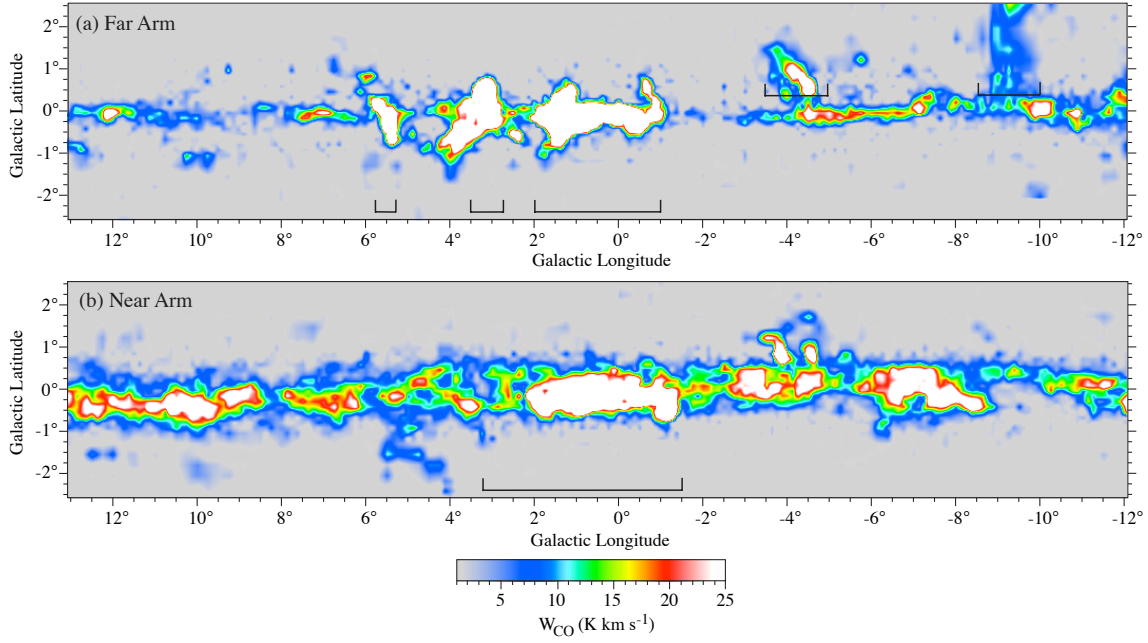 (a) Far Arm
2°
1°
0°
-1°
-2°
Galactic Latitude
12° 10° 8° 6° 4° 2° 0° -2° -4° -6° -8° -10° -12°
Galactic Longitude
(b) Near Arm
2°
1°
0°
-1°
-2°
Galactic Latitude
12° 10° 8° 6° 4° 2° 0° -2° -4° -6° -8° -10° -12°
Galactic Longitude
5 10 15 20 25
W_CO (K km s⁻¹)